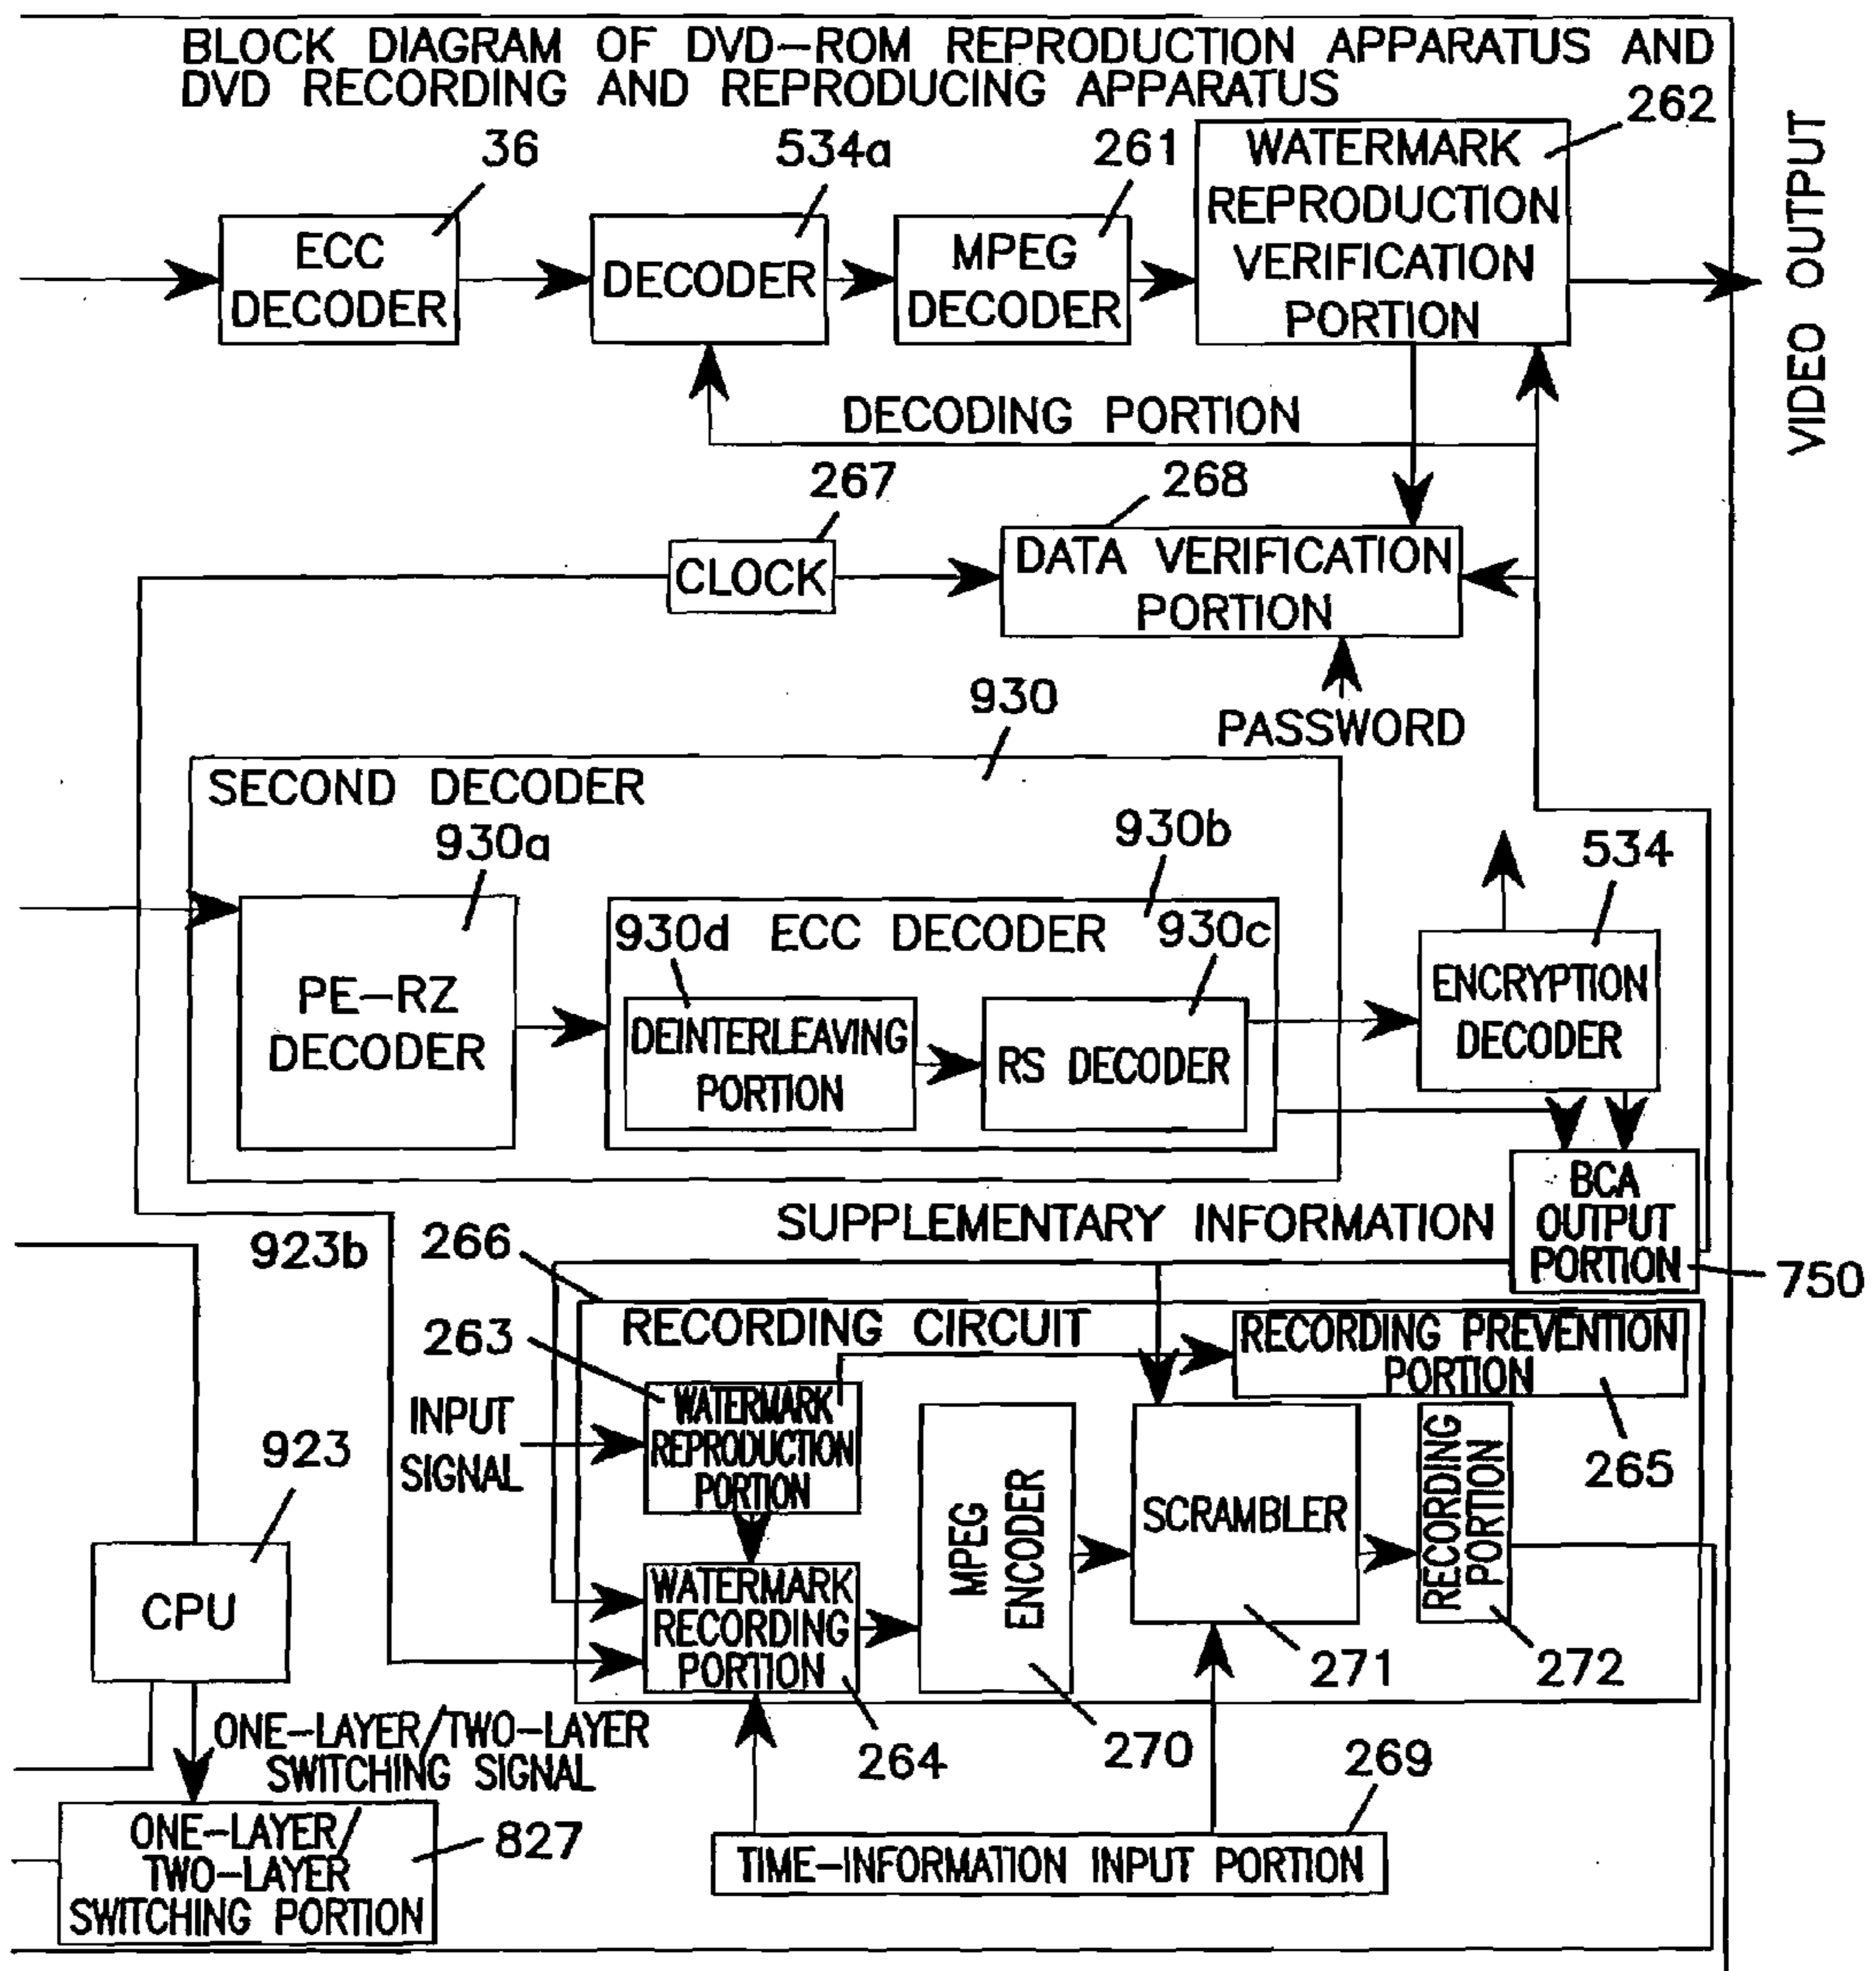 BLOCK DIAGRAM OF DVD-ROM REPRODUCTION APPARATUS AND
DVD RECORDING AND REPRODUCING APPARATUS
262
36
534a
261
WATERMARK
REPRODUCTION
VERIFICATION
PORTION
ECC
DECODER
DECODER
MPEG
DECODER
VIDEO OUTPUT
DECODING PORTION
267
268
CLOCK
DATA VERIFICATION
PORTION
PASSWORD
930
SECOND DECODER
930a
930b
534
930d ECC DECODER 930c
PE-RZ
DECODER
DEINTERLEAVING
PORTION
RS DECODER
ENCRYPTION
DECODER
BCA
OUTPUT
PORTION
750
SUPPLEMENTARY INFORMATION
923b
266
RECORDING CIRCUIT
263
RECORDING PREVENTION
PORTION
265
INPUT
SIGNAL
WATERMARK
REPRODUCTION
PORTION
923
CPU
WATERMARK
RECORDING
PORTION
MPEG
ENCODER
SCRAMBLER
RECORDING
PORTION
271
272
264
270
269
ONE-LAYER/TWO-LAYER
SWITCHING SIGNAL
ONE-LAYER/
TWO-LAYER
SWITCHING PORTION
827
TIME-INFORMATION INPUT PORTION